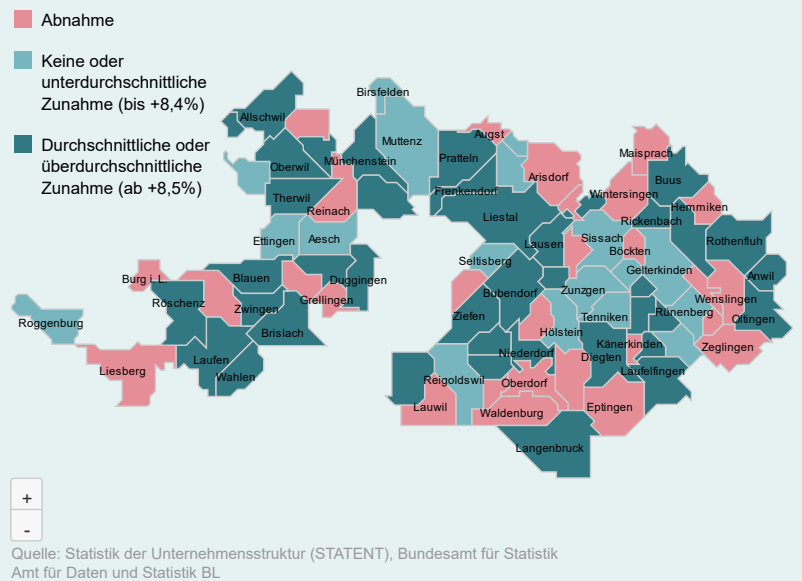 Abnahme
Keine oder
unterdurchschnittliche
Zunahme (bis +8,4%)
Durchschnittliche oder
überdurchschnittliche
Zunahme (ab +8,5%)
Birsfelden
Allschwil
Muttenz
Augst
Münchenstein
Pratteln
Maisprach
Oberwil
Arisdorf
Buus
Therwil
Frenkendorf
Wintersingen
Reinach
Liestal
Hemmiken
Rickenbach
Ettingen
Aesch
Lausen
Sissach
Rothenfluh
Böckten
Seltisberg
Gelterkinden
Burg i.L.
Blauen
Duggingen
Anwil
Röschenz
Grellingen
Bubendorf
Zunzgen
Wenslingen
Zwingen
Ziefen
Tenniken
Rünenberg
Oltingen
Roggenburg
Brislach
Hölstein
Känerkinden
Zeglingen
Laufen
Niederdorf
Diegten
Liesberg
Wahlen
Reigoldswil
Oberdorf
Läufelfingen
Lauwil
Waldenburg
Eptingen
Langenbruck
+
-
Quelle: Statistik der Unternehmensstruktur (STATENT), Bundesamt für Statistik
Amt für Daten und Statistik BL